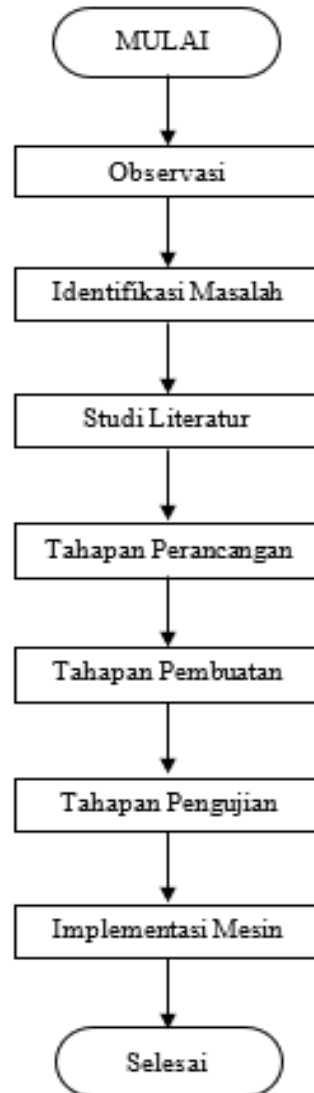 MULAI
Observasi
Identifikasi Masalah
Studi Literatur
Tahapan Perancangan
Tahapan Pembuatan
Tahapan Pengujian
Implementasi Mesin
Selesai